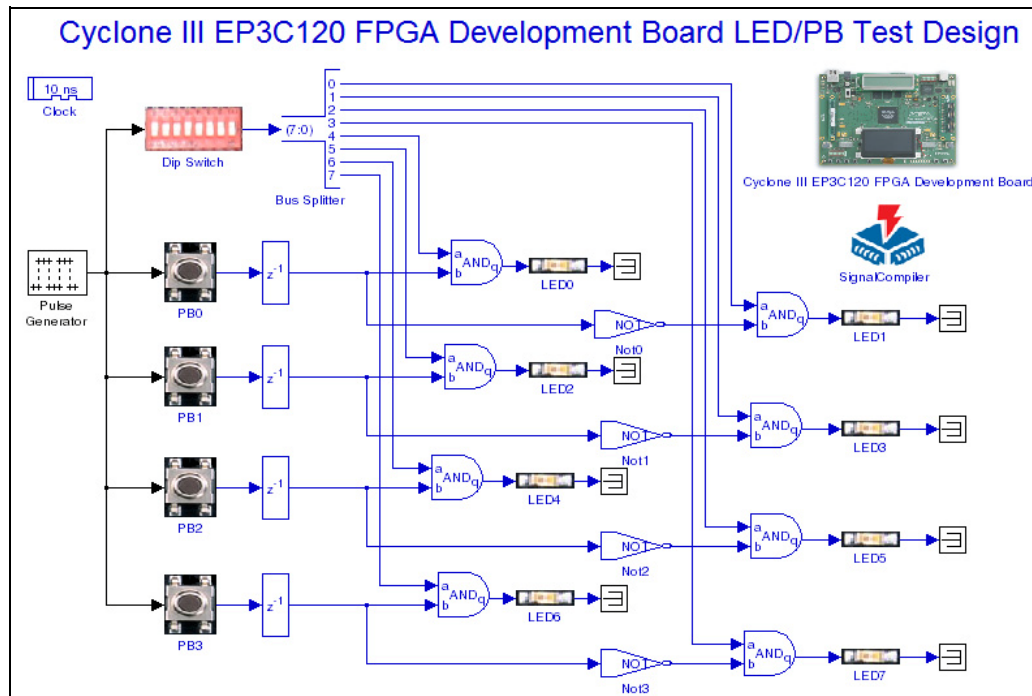 Cyclone III EP3C120 FPGA Development Board LED/PB Test Design
10 ns
Clock
Dip Switch
(7:0)
0
1
2
3
4
5
6
7
Bus Splitter
Cyclone III EP3C120 FPGA Development Board
SignalCompiler
Pulse
Generator
PB0
z-1
a
b
AND
q
LED0
NOT
Not0
a
b
AND
q
LED1
PB1
z-1
a
b
AND
q
LED2
NOT
Not1
a
b
AND
q
LED3
PB2
z-1
a
b
AND
q
LED4
NOT
Not2
a
b
AND
q
LED5
PB3
z-1
a
b
AND
q
LED6
NOT
Not3
a
b
AND
q
LED7